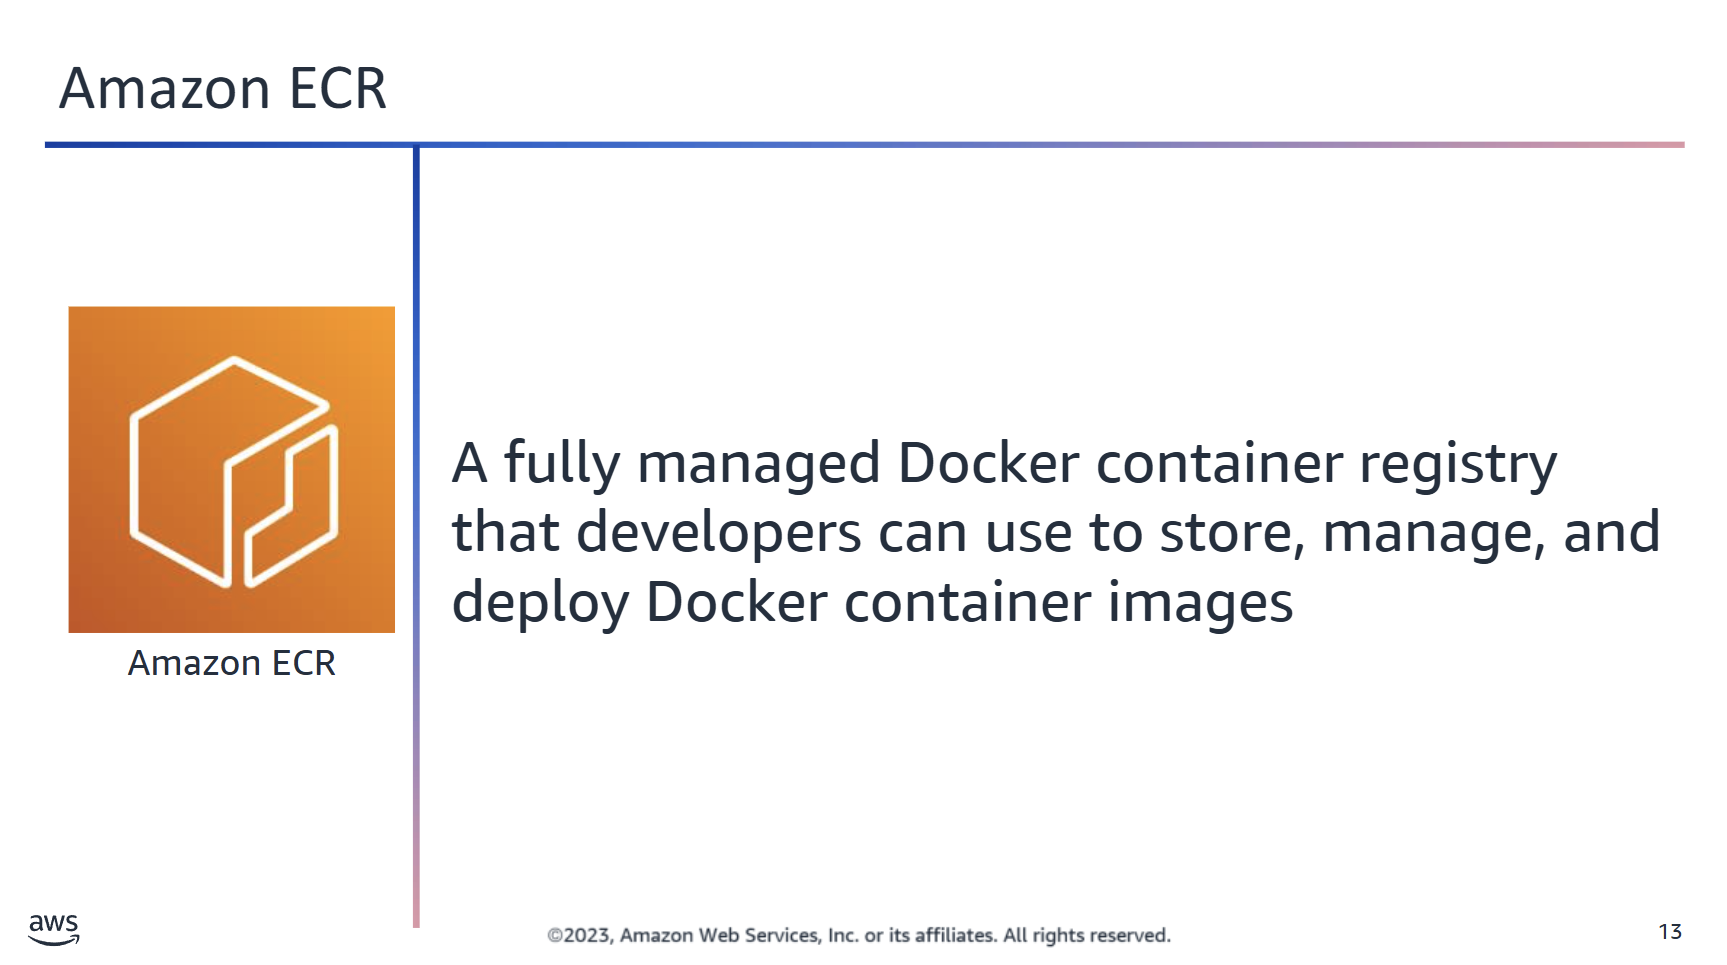 Amazon ECR
Amazon ECR
A fully managed Docker container registry
that developers can use to store, manage, and
deploy Docker container images
aws
©2023, Amazon Web Services, Inc. or its affiliates. All rights reserved.
13